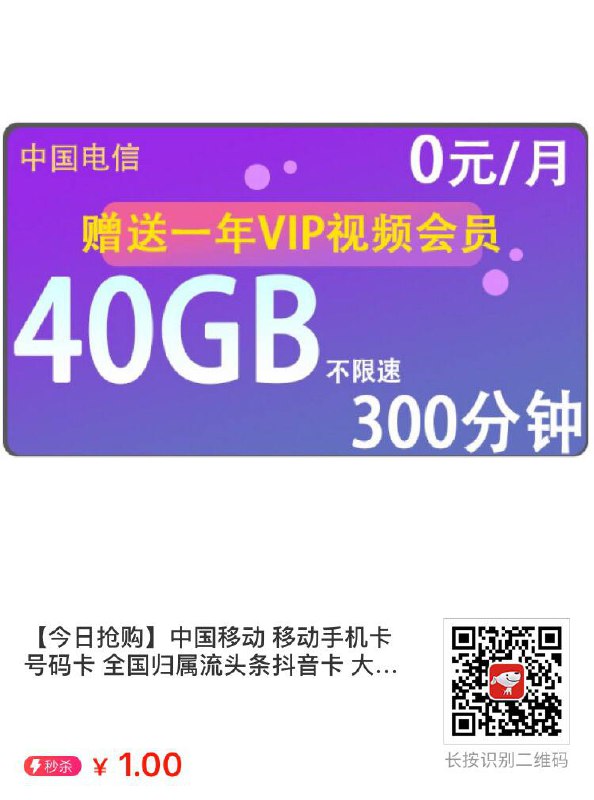 中国电信
0元/月
赠送一年VIP视频会员
40GB
不限速
300分钟
【今日抢购】中国移动 移动手机卡
号码卡 全国归属流头条抖音卡 大...
秒杀 ¥ 1.00
长按识别二维码